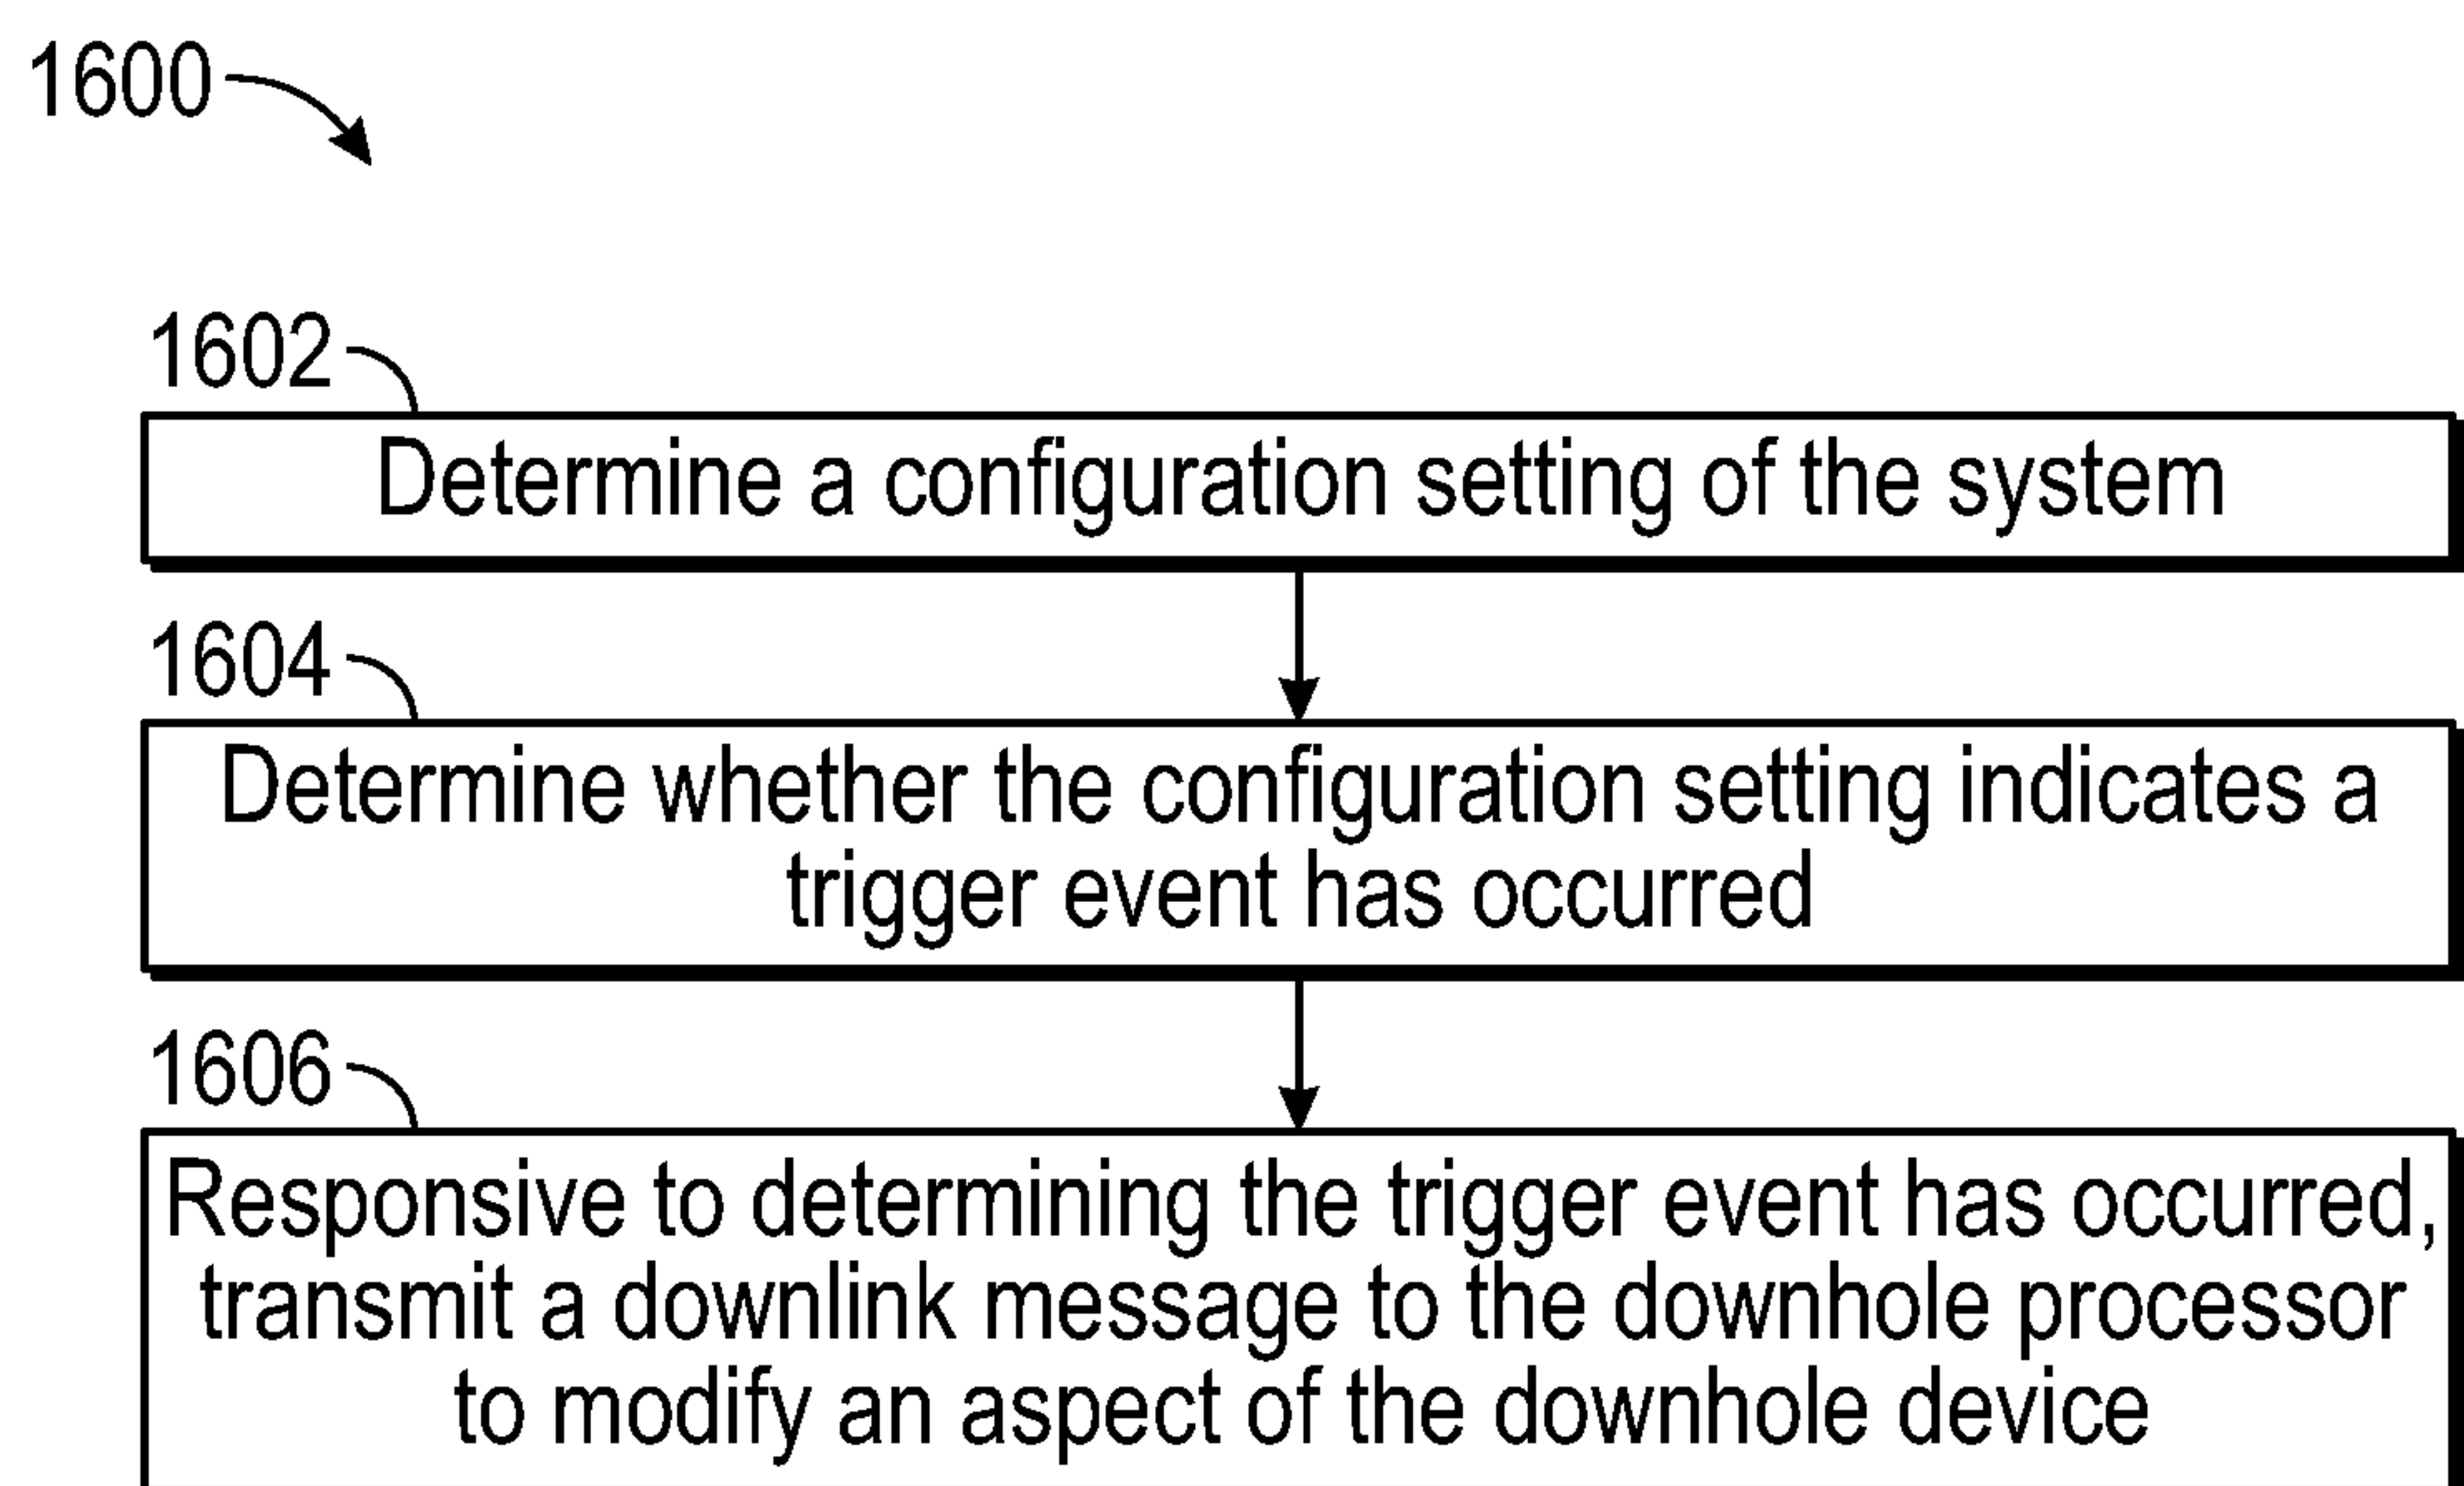 1600
1602
Determine a configuration setting of the system
1604
Determine whether the configuration setting indicates a
trigger event has occurred
1606
Responsive to determining the trigger event has occurred,
transmit a downlink message to the downhole processor
to modify an aspect of the downhole device